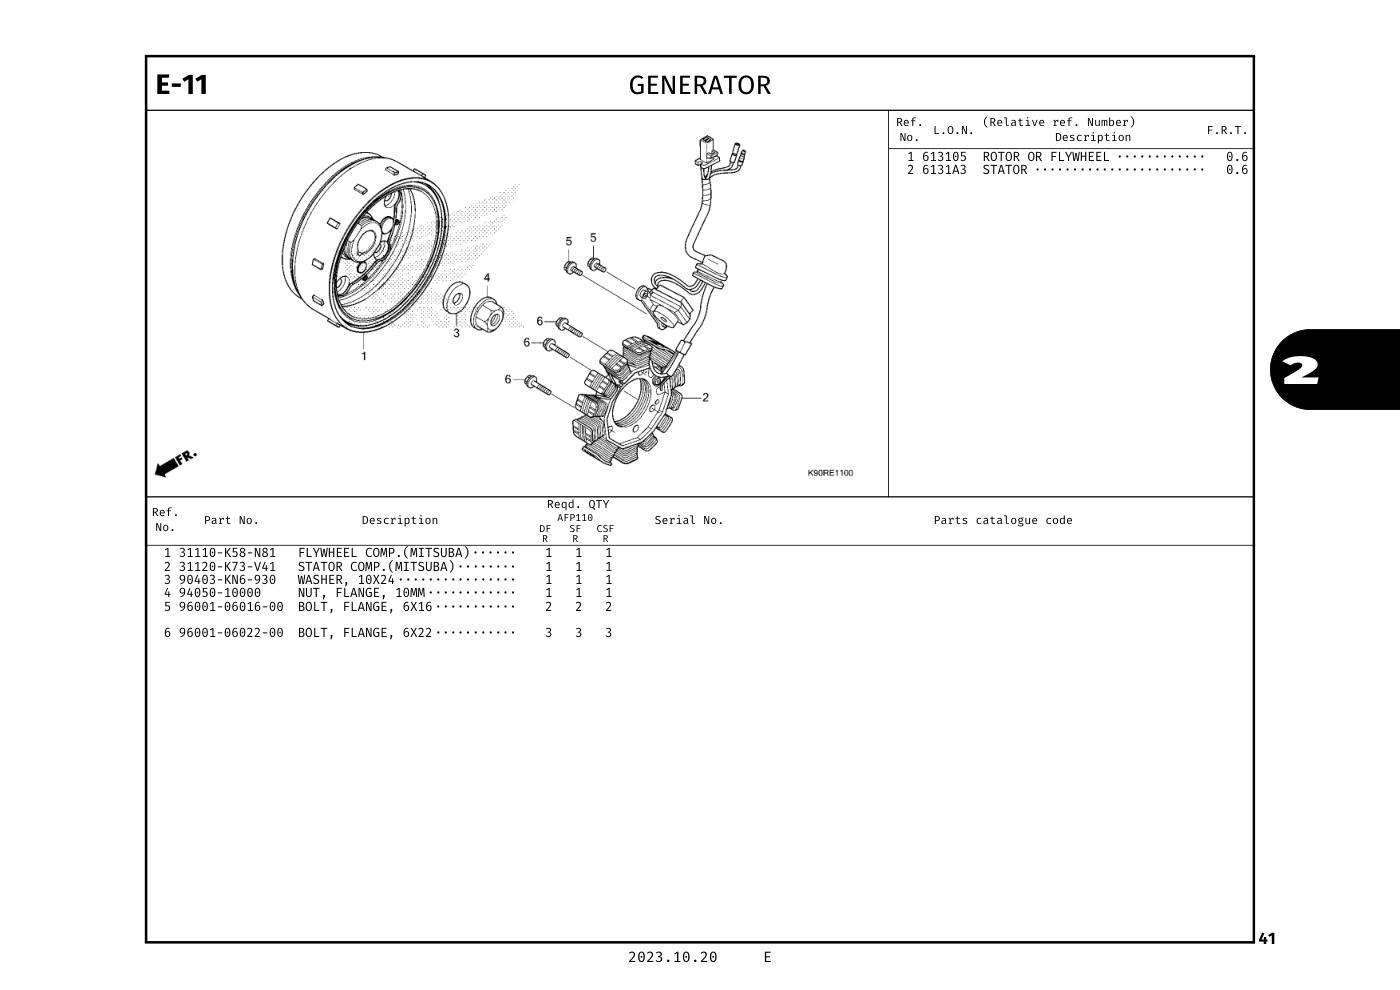 E-11
GENERATOR
5 5
4
3
1
6
6
6
2
FR.
K90RE1100
Ref. No. L.O.N. (Relative ref. Number) Description F.R.T.
1 613105 ROTOR OR FLYWHEEL ············ 0.6
2 6131A3 STATOR ······················· 0.6
2
Ref. No. Part No. Description Reqd. QTY Serial No. Parts catalogue code
AFP110
DF SF CSF
R R R
1 31110-K58-N81 FLYWHEEL COMP.(MITSUBA)······ 1 1 1
2 31120-K73-V41 STATOR COMP.(MITSUBA)········ 1 1 1
3 90403-KN6-930 WASHER, 10X24················ 1 1 1
4 94050-10000 NUT, FLANGE, 10MM············ 1 1 1
5 96001-06016-00 BOLT, FLANGE, 6X16··········· 2 2 2
6 96001-06022-00 BOLT, FLANGE, 6X22··········· 3 3 3
41
2023.10.20 E